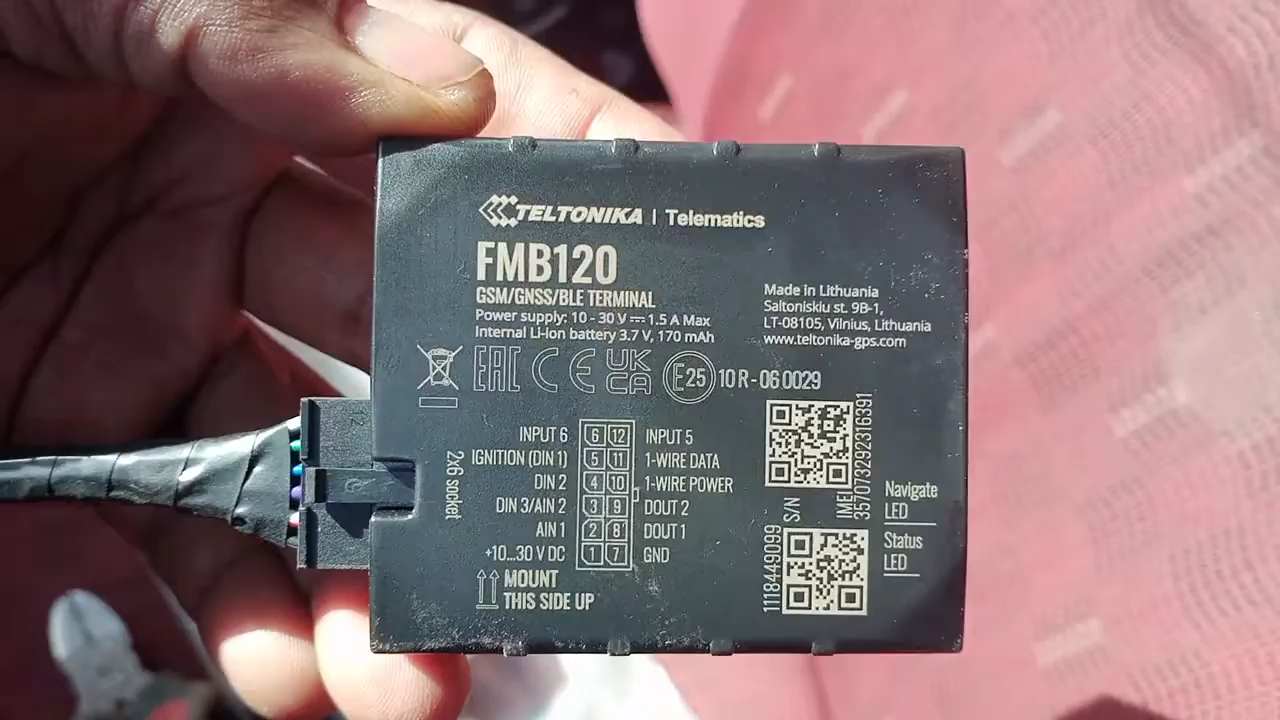 TELTONIKA | Telematics
FMB120
GSM/GNSS/BLE TERMINAL
Power supply: 10 - 30 V ⎓ 1.5 A Max
Internal Li-Ion battery 3.7 V, 170 mAh
Made in Lithuania
Saltoniskiu st. 9B-1,
LT-08105, Vilnius, Lithuania
www.teltonika-gps.com
EAC CE UK CA E25 10 R - 06 0029
2x6 socket
INPUT 6 6 12 INPUT 5
IGNITION (DIN 1) 5 11 1-WIRE DATA
DIN 2 4 10 1-WIRE POWER
DIN 3/AIN 2 3 9 DOUT 2
AIN 1 2 8 DOUT 1
+10...30 V DC 1 7 GND
MOUNT
THIS SIDE UP
IMEI
357073292316391
S/N
1118449099
Navigate
LED
Status
LED